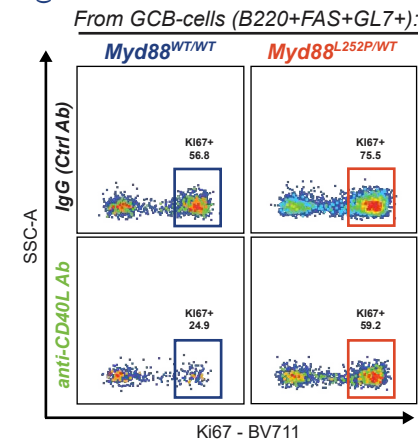 From GCB-cells (B220+FAS+GL7+):
Myd88WT/WT Myd88L252P/WT
IgG (Ctrl Ab)
KI67+
56.8
KI67+
75.5
anti-CD40L Ab
KI67+
24.9
KI67+
59.2
SSC-A
Ki67 - BV711